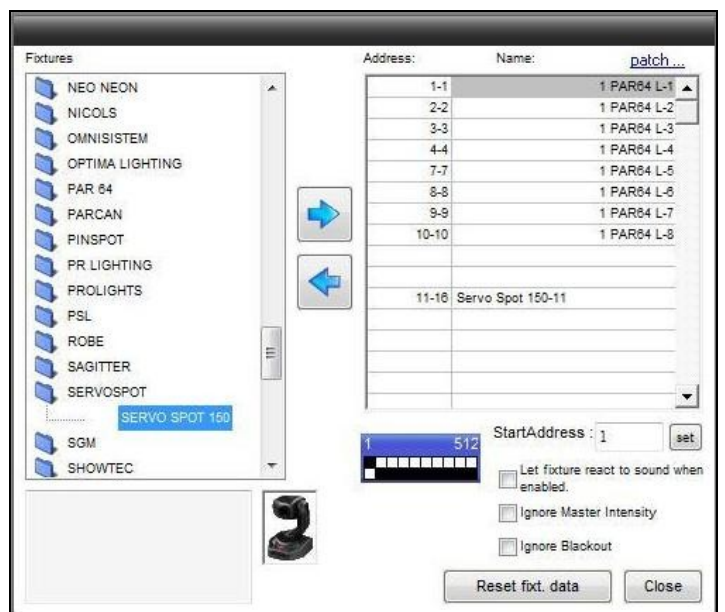 Fixtures
NEO NEON
NICOLS
OMNISISTEM
OPTIMA LIGHTING
PAR 64
PARCAN
PINSPOT
PR LIGHTING
PROLIGHTS
PSL
ROBE
SAGITTER
SERVOSPOT
SERVO SPOT 150
SGM
SHOWTEC
Address: Name: patch ...
1-1 1 PAR64 L-1
2-2 1 PAR64 L-2
3-3 1 PAR64 L-3
4-4 1 PAR64 L-4
7-7 1 PAR64 L-5
8-8 1 PAR64 L-6
9-9 1 PAR64 L-7
10-10 1 PAR64 L-8
11-16 Servo Spot 150-11
1 512
StartAddress : 1 set
Let fixture react to sound when
enabled.
Ignore Master Intensity
Ignore Blackout
Reset fixt. data Close